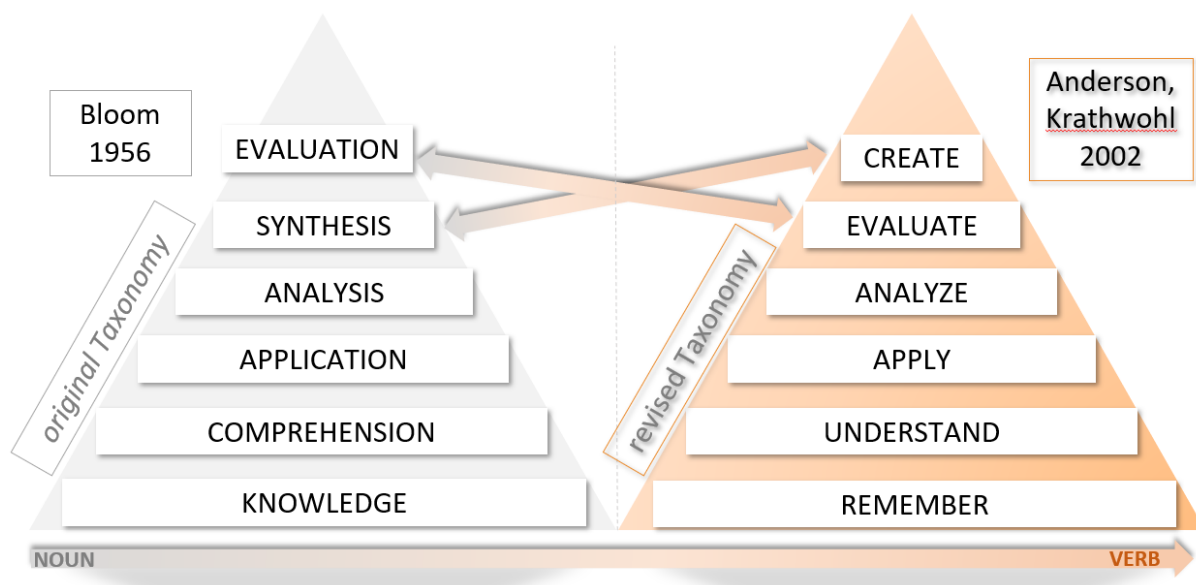 Bloom
1956
original Taxonomy
EVALUATION
SYNTHESIS
ANALYSIS
APPLICATION
COMPREHENSION
KNOWLEDGE
Anderson,
Krathwohl
2002
revised Taxonomy
CREATE
EVALUATE
ANALYZE
APPLY
UNDERSTAND
REMEMBER
NOUN
VERB